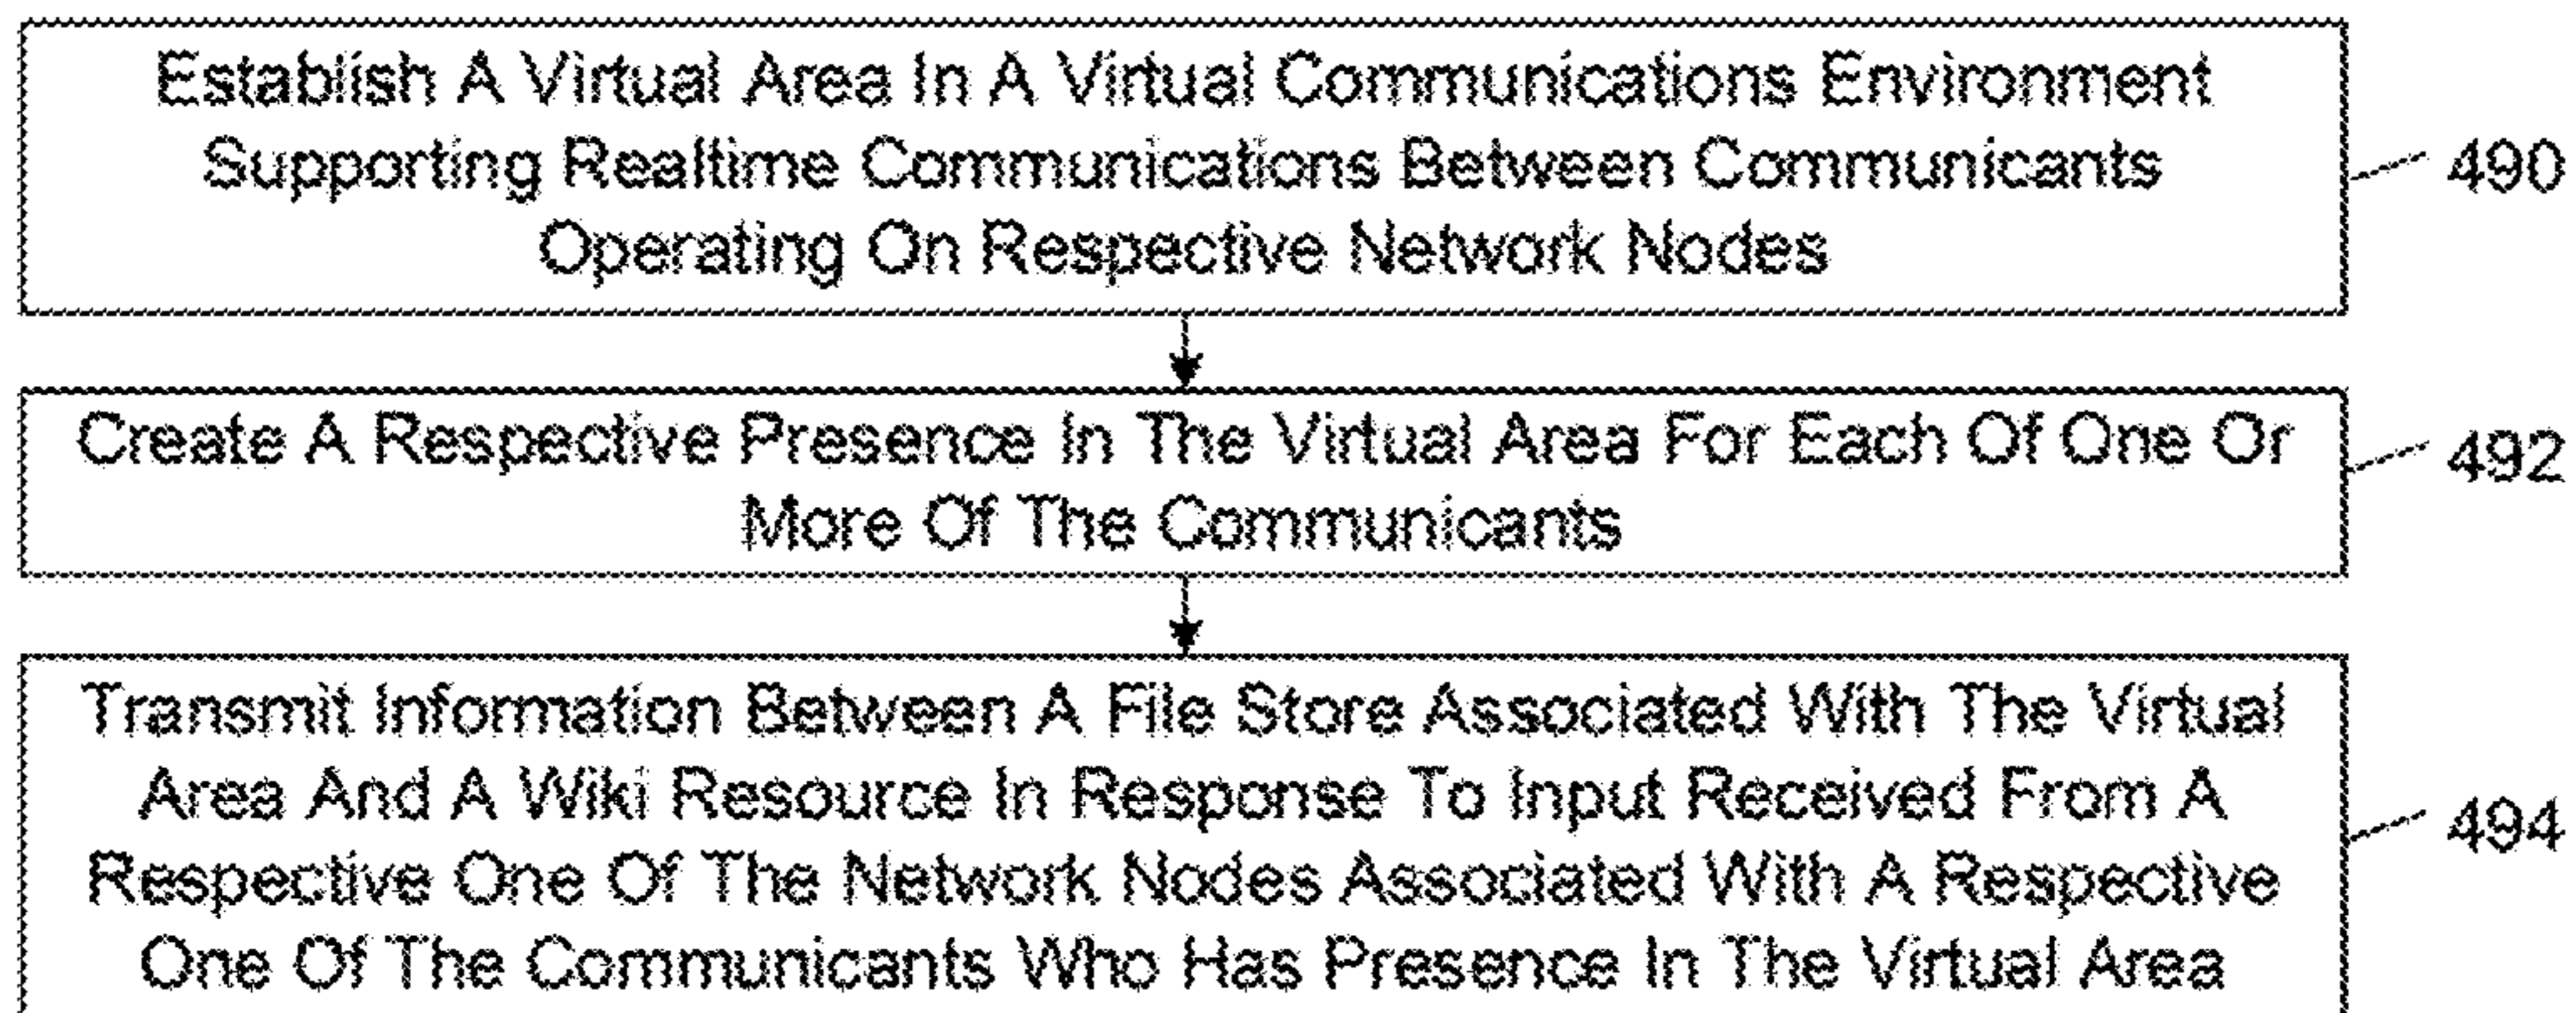 Establish A Virtual Area In A Virtual Communications Environment
Supporting Realtime Communications Between Communicants
Operating On Respective Network Nodes
490
Create A Respective Presence In The Virtual Area For Each Of One Or
More Of The Communicants
492
Transmit Information Between A File Store Associated With The Virtual
Area And A Wiki Resource In Response To Input Received From A
Respective One Of The Network Nodes Associated With A Respective
One Of The Communicants Who Has Presence In The Virtual Area
494